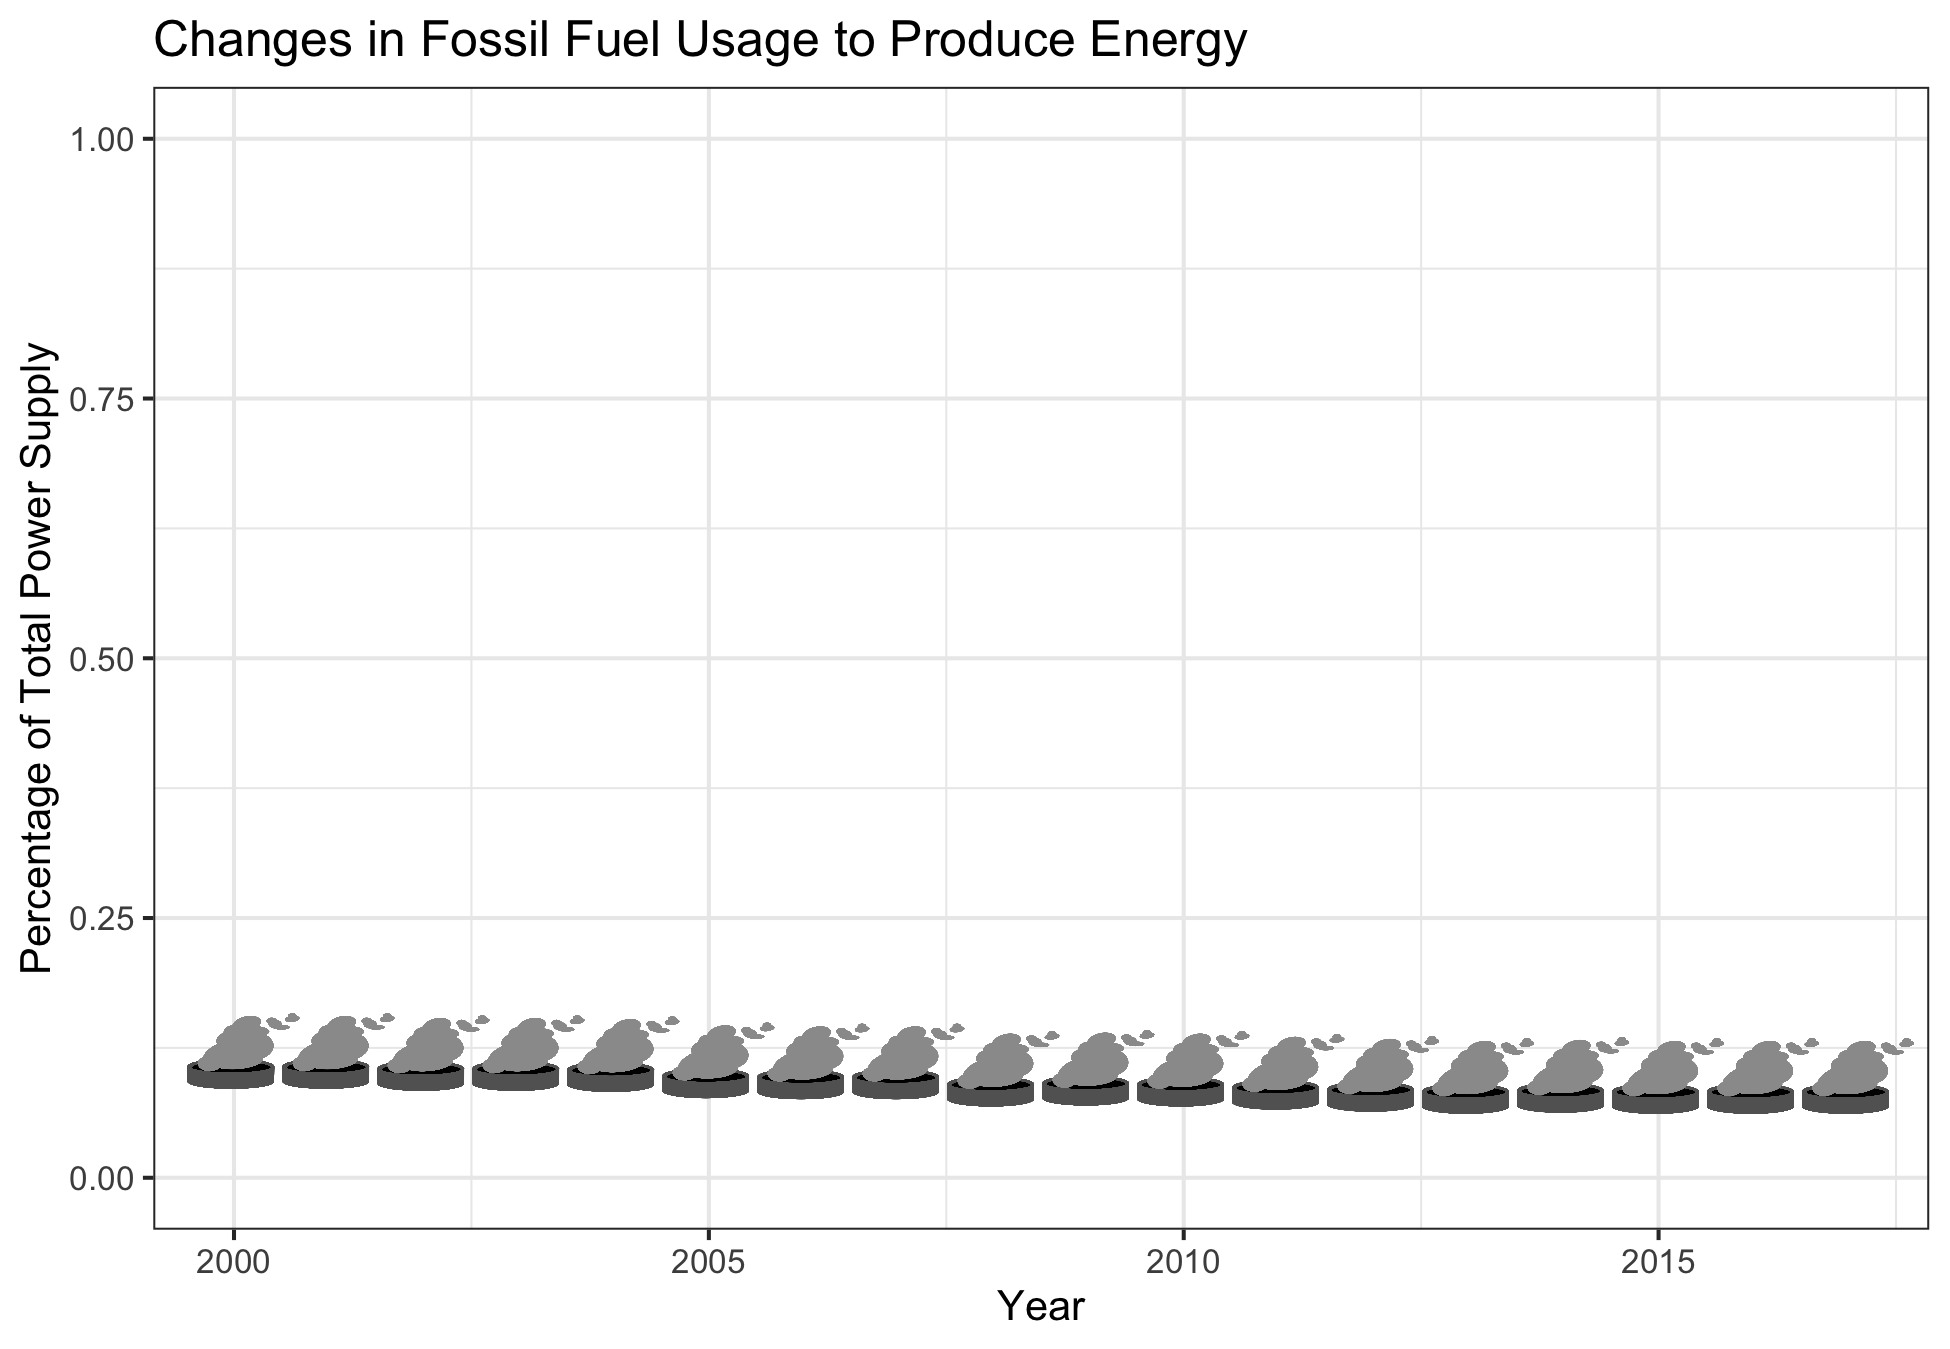 Changes in Fossil Fuel Usage to Produce Energy
Percentage of Total Power Supply
1.00
0.75
0.50
0.25
0.00
2000 2005 2010 2015
Year